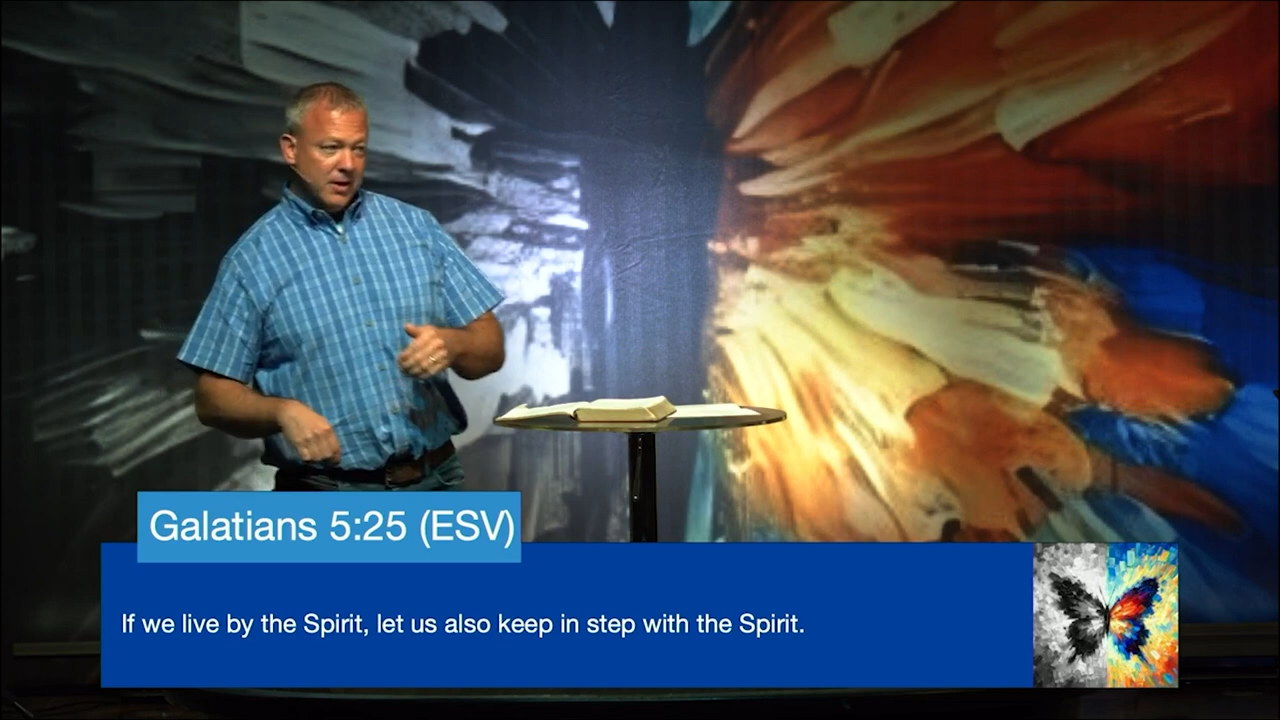 Galatians 5:25 (ESV)
If we live by the Spirit, let us also keep in step with the Spirit.